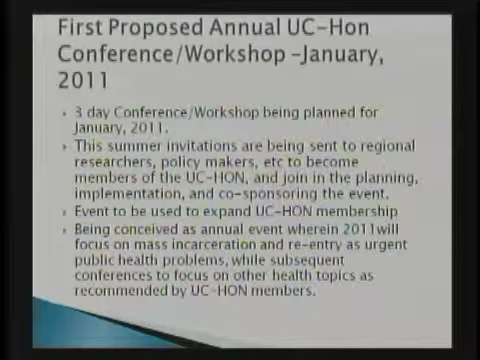 First Proposed Annual UC-Hon
Conference/Workshop -January,
2011
3 day Conference/Workshop being planned for
January, 2011.
This summer invitations are being sent to regional
researchers, policy makers, etc to become
members of the UC-HON, and join in the planning,
implementation, and co-sponsoring the event.
Event to be used to expand UC-HON membership
Being conceived as annual event wherein 2011will
focus on mass incarceration and re-entry as urgent
public health problems, while subsequent
conferences to focus on other health topics as
recommended by UC-HON members.